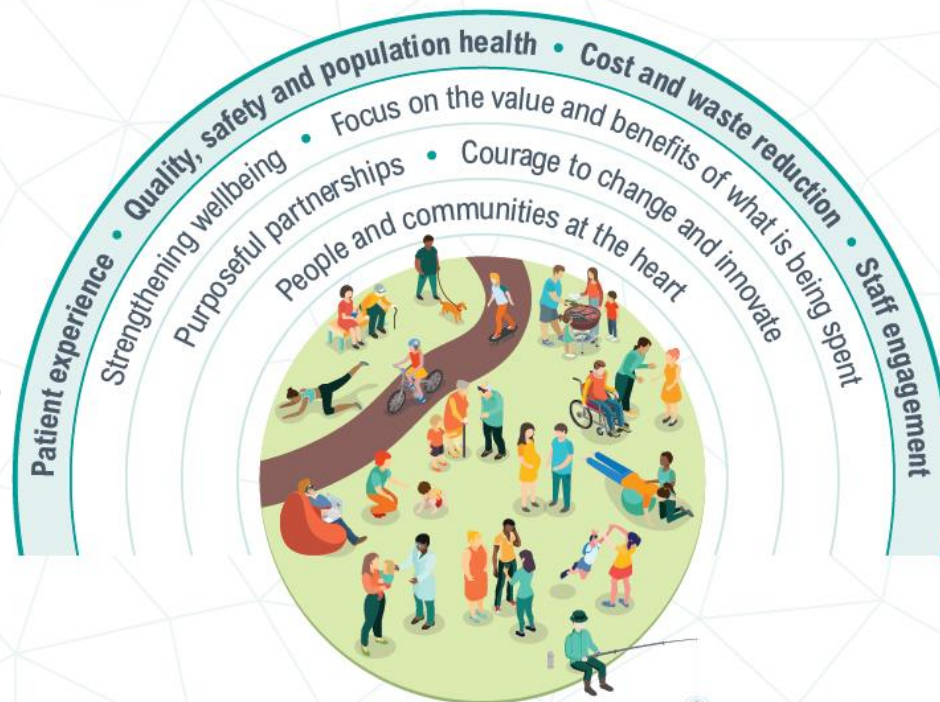 Patient experience • Quality, safety and population health • Cost and waste reduction • Staff engagement
Strengthening wellbeing • Focus on the value and benefits of what is being spent
Purposeful partnerships • Courage to change and innovate
People and communities at the heart